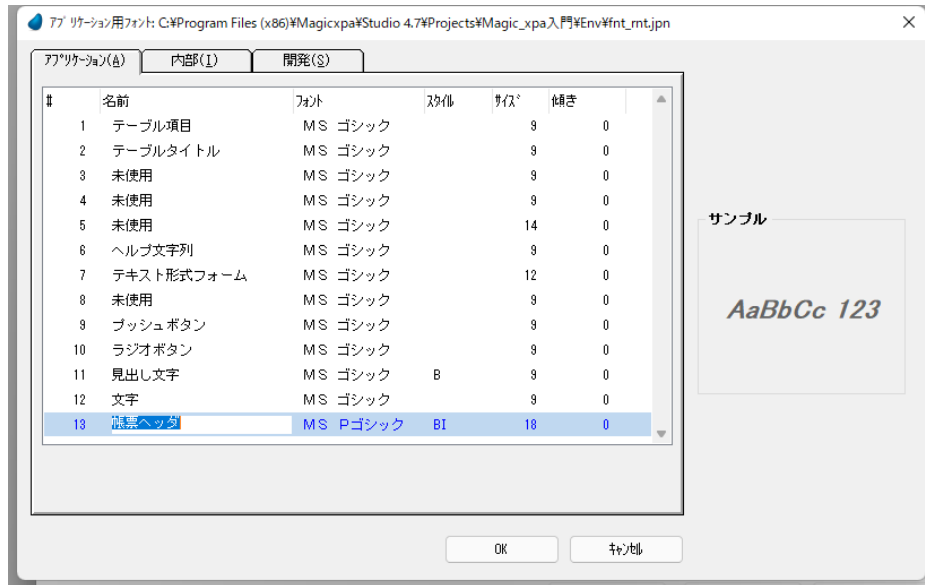 ｱﾌﾟﾘｹｰｼｮﾝ用ﾌｫﾝﾄ: C:¥Program Files (x86)¥Magicxpa¥Studio 4.7¥Projects¥Magic_xpa入門¥Env¥fnt_rnt.jpn
ｱﾌﾟﾘｹｰｼｮﾝ(A) 内部(I) 開発(S)
# 名前 ﾌｫﾝﾄ ｽﾀｲﾙ ｻｲｽﾞ 傾き
1 テーブル項目 ＭＳ ゴシック 9 0
2 テーブルタイトル ＭＳ ゴシック 9 0
3 未使用 ＭＳ ゴシック 9 0
4 未使用 ＭＳ ゴシック 9 0
5 未使用 ＭＳ ゴシック 14 0
6 ヘルプ文字列 ＭＳ ゴシック 9 0
7 テキスト形式フォーム ＭＳ ゴシック 12 0
8 未使用 ＭＳ ゴシック 9 0
9 プッシュボタン ＭＳ ゴシック 9 0
10 ラジオボタン ＭＳ ゴシック 9 0
11 見出し文字 ＭＳ ゴシック B 9 0
12 文字 ＭＳ ゴシック 9 0
13 帳票ヘッダ ＭＳ Ｐゴシック BI 18 0
サンプル
AaBbCc 123
OK ｷｬﾝｾﾙ